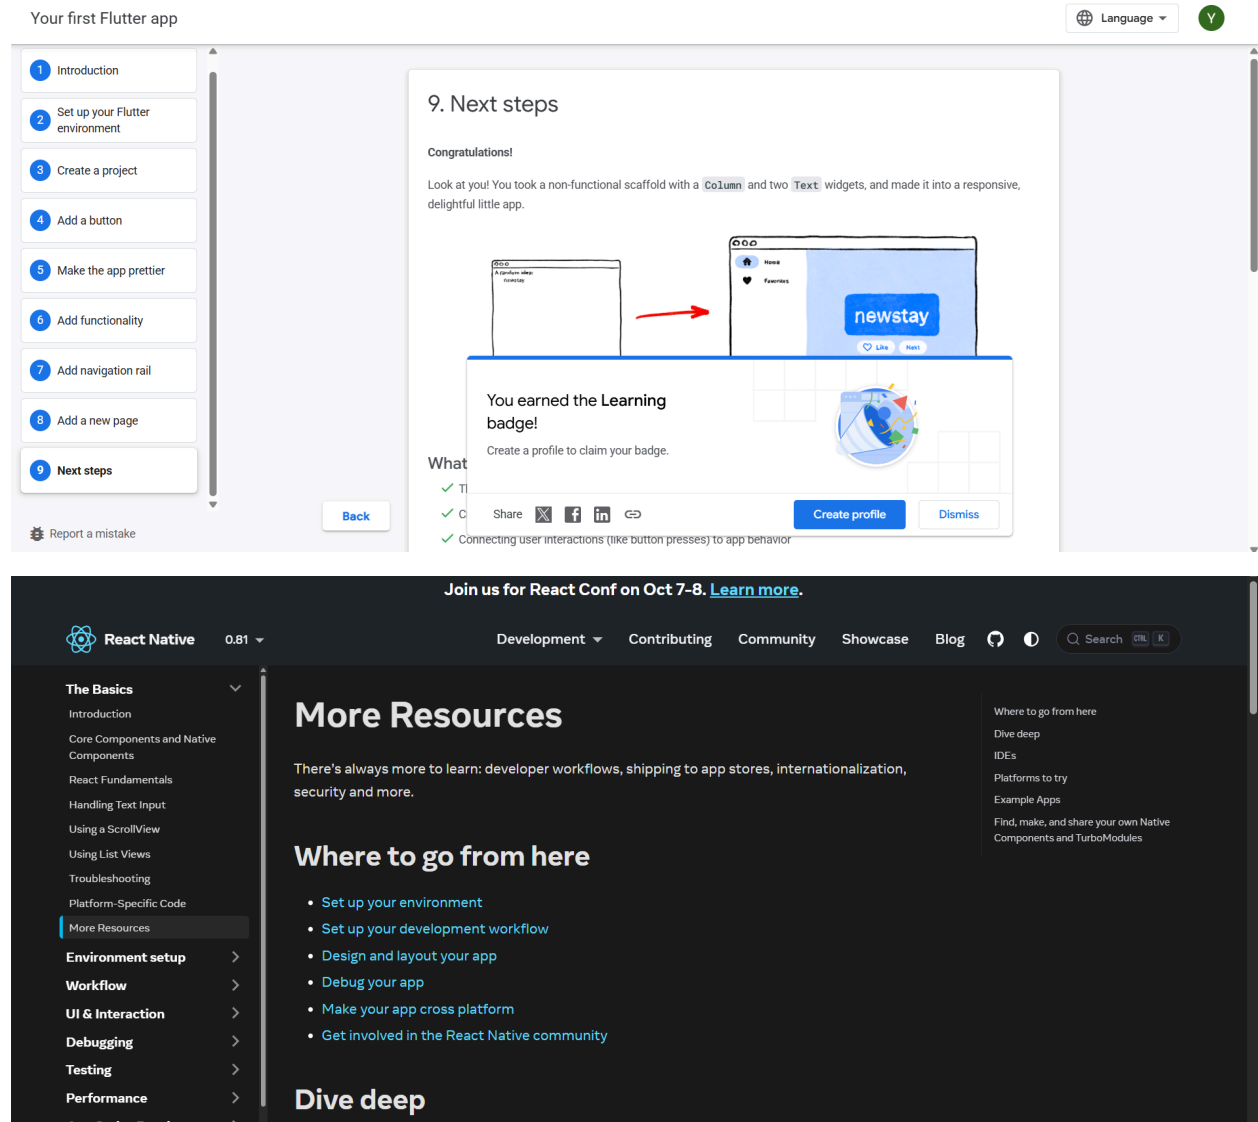 Your first Flutter app
Language
Y
1 Introduction
2 Set up your Flutter
environment
3 Create a project
4 Add a button
5 Make the app prettier
6 Add functionality
7 Add navigation rail
8 Add a new page
9 Next steps
Report a mistake
Back
9. Next steps
Congratulations!
Look at you! You took a non-functional scaffold with a Column and two Text widgets, and made it into a responsive,
delightful little app.
A random idea:
newstay
Home
Favorites
newstay
Like
Next
You earned the Learning
badge!
Create a profile to claim your badge.
Share
Create profile
Dismiss
What
C
Connecting user interactions (like button presses) to app behavior
Join us for React Conf on Oct 7-8. Learn more.
React Native
0.81
Development
Contributing
Community
Showcase
Blog
Search CTRL K
The Basics
Introduction
Core Components and Native
Components
React Fundamentals
Handling Text Input
Using a ScrollView
Using List Views
Troubleshooting
Platform-Specific Code
More Resources
Environment setup
Workflow
UI & Interaction
Debugging
Testing
Performance
More Resources
There's always more to learn: developer workflows, shipping to app stores, internationalization,
security and more.
Where to go from here
• Set up your environment
• Set up your development workflow
• Design and layout your app
• Debug your app
• Make your app cross platform
• Get involved in the React Native community
Dive deep
Where to go from here
Dive deep
IDEs
Platforms to try
Example Apps
Find, make, and share your own Native
Components and TurboModules